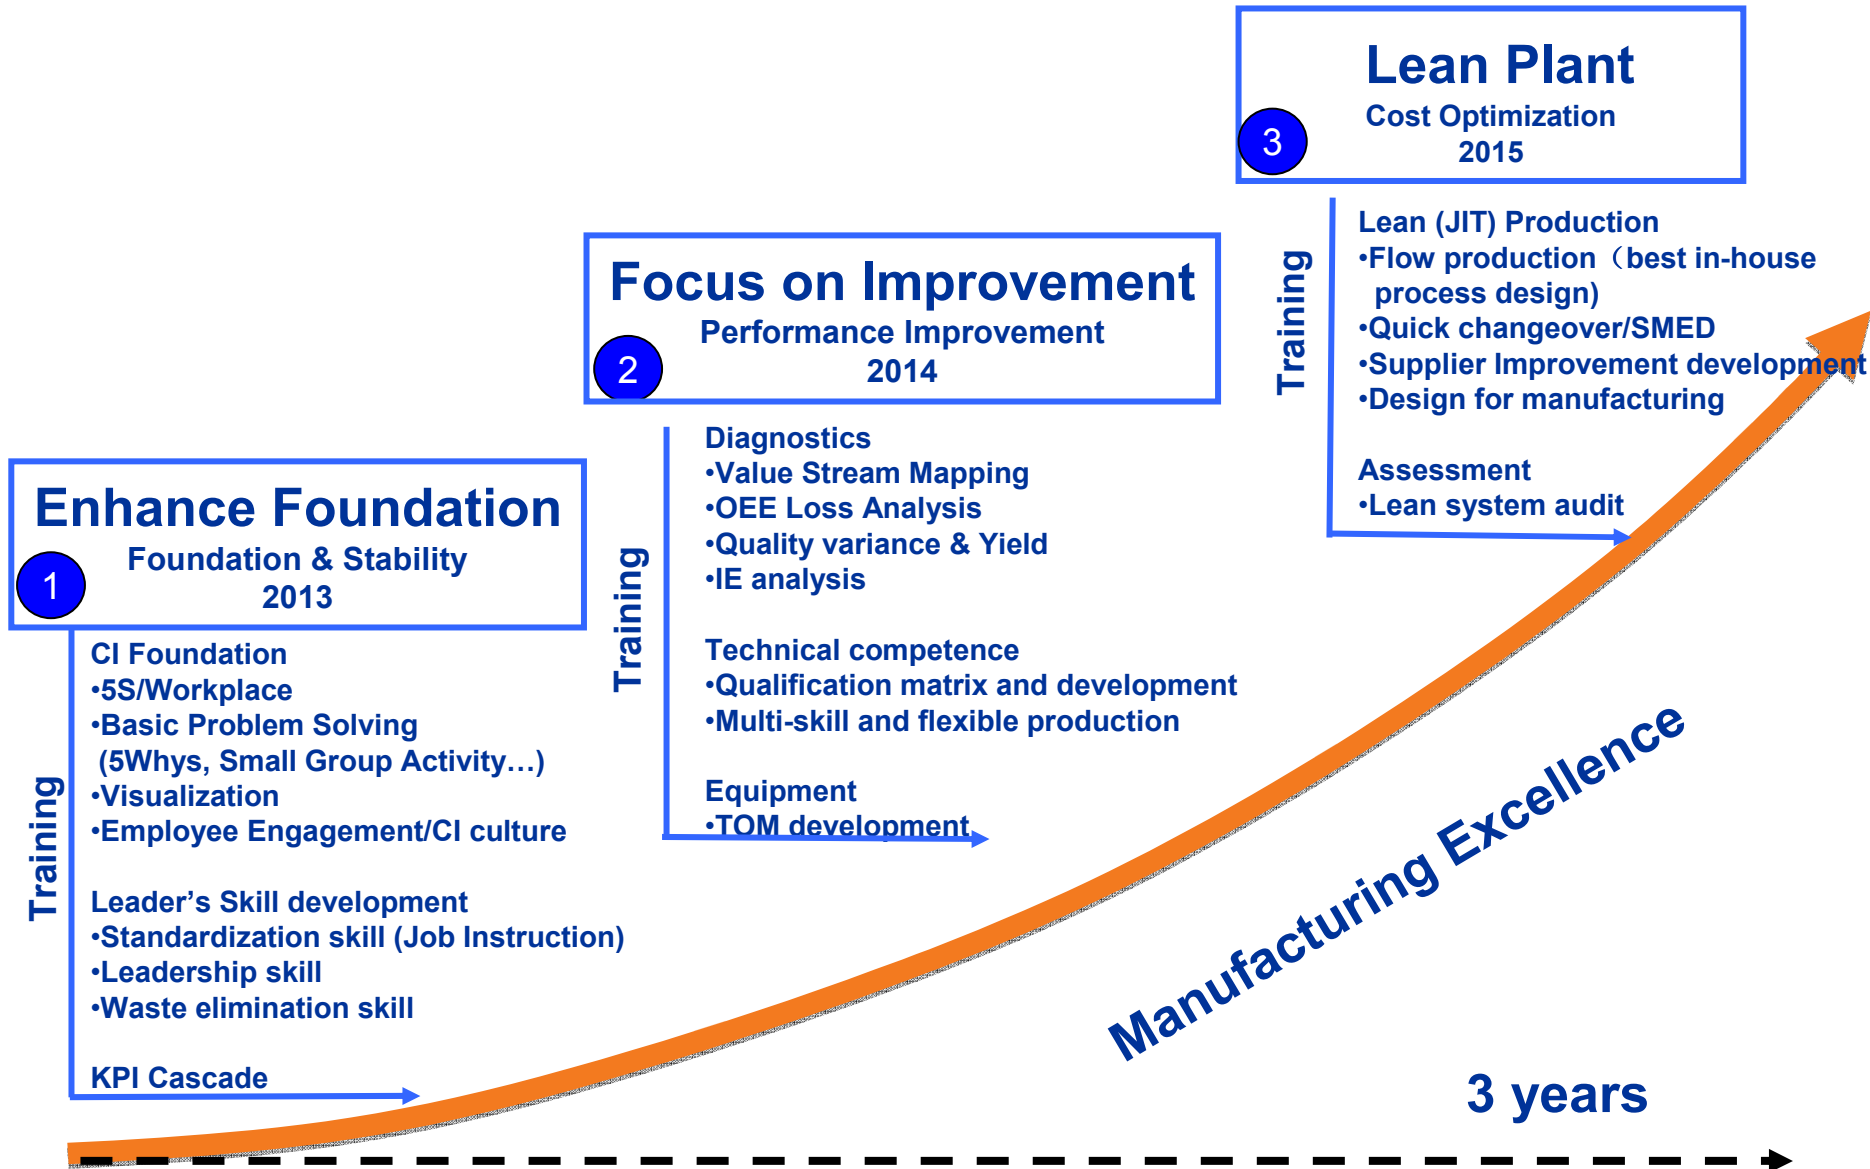 Lean Plant
Cost Optimization
2015
3
Training
Lean (JIT) Production
•Flow production（best in-house
process design)
•Quick changeover/SMED
•Supplier Improvement development
•Design for manufacturing
Assessment
•Lean system audit
Focus on Improvement
Performance Improvement
2014
2
Training
Diagnostics
•Value Stream Mapping
•OEE Loss Analysis
•Quality variance & Yield
•IE analysis
Technical competence
•Qualification matrix and development
•Multi-skill and flexible production
Equipment
•TOM development
Enhance Foundation
Foundation & Stability
2013
1
Training
CI Foundation
•5S/Workplace
•Basic Problem Solving
(5Whys, Small Group Activity…)
•Visualization
•Employee Engagement/CI culture
Leader’s Skill development
•Standardization skill (Job Instruction)
•Leadership skill
•Waste elimination skill
KPI Cascade
Manufacturing Excellence
3 years